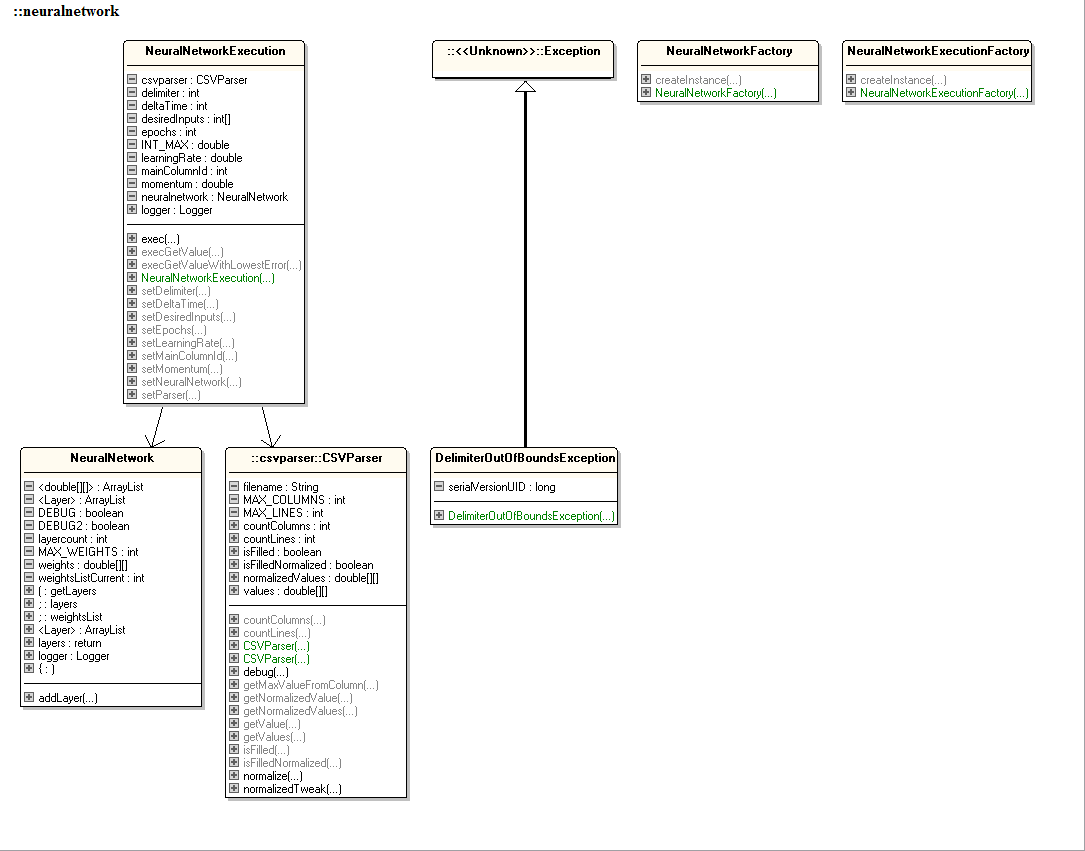 ::neuralnetwork
NeuralNetworkExecution
csvparser : CSVParser
delimiter : int
deltaTime : int
desiredInputs : int[]
epochs : int
INT_MAX : double
learningRate : double
mainColumnId : int
momentum : double
neuralnetwork : NeuralNetwork
logger : Logger
exec(...)
execGetValue(...)
execGetValueWithLowestError(...)
NeuralNetworkExecution(...)
setDelimiter(...)
setDeltaTime(...)
setDesiredInputs(...)
setEpochs(...)
setLearningRate(...)
setMainColumnId(...)
setMomentum(...)
setNeuralNetwork(...)
setParser(...)
::<<Unknown>>::Exception
NeuralNetworkFactory
createInstance(...)
NeuralNetworkFactory(...)
NeuralNetworkExecutionFactory
createInstance(...)
NeuralNetworkExecutionFactory(...)
NeuralNetwork
<double[][]> : ArrayList
<Layer> : ArrayList
DEBUG : boolean
DEBUG2 : boolean
layercount : int
MAX_WEIGHTS : int
weights : double[][]
weightsListCurrent : int
( : getLayers
; : layers
; : weightsList
<Layer> : ArrayList
layers : return
logger : Logger
{ : )
addLayer(...)
::csvparser::CSVParser
filename : String
MAX_COLUMNS : int
MAX_LINES : int
countColumns : int
countLines : int
isFilled : boolean
isFilledNormalized : boolean
normalizedValues : double[][]
values : double[][]
countColumns(...)
countLines(...)
CSVParser(...)
CSVParser(...)
debug(...)
getMaxValueFromColumn(...)
getNormalizedValue(...)
getNormalizedValues(...)
getValue(...)
getValues(...)
isFilled(...)
isFilledNormalized(...)
normalize(...)
normalizedTweak(...)
DelimiterOutOfBoundsException
serialVersionUID : long
DelimiterOutOfBoundsException(...)